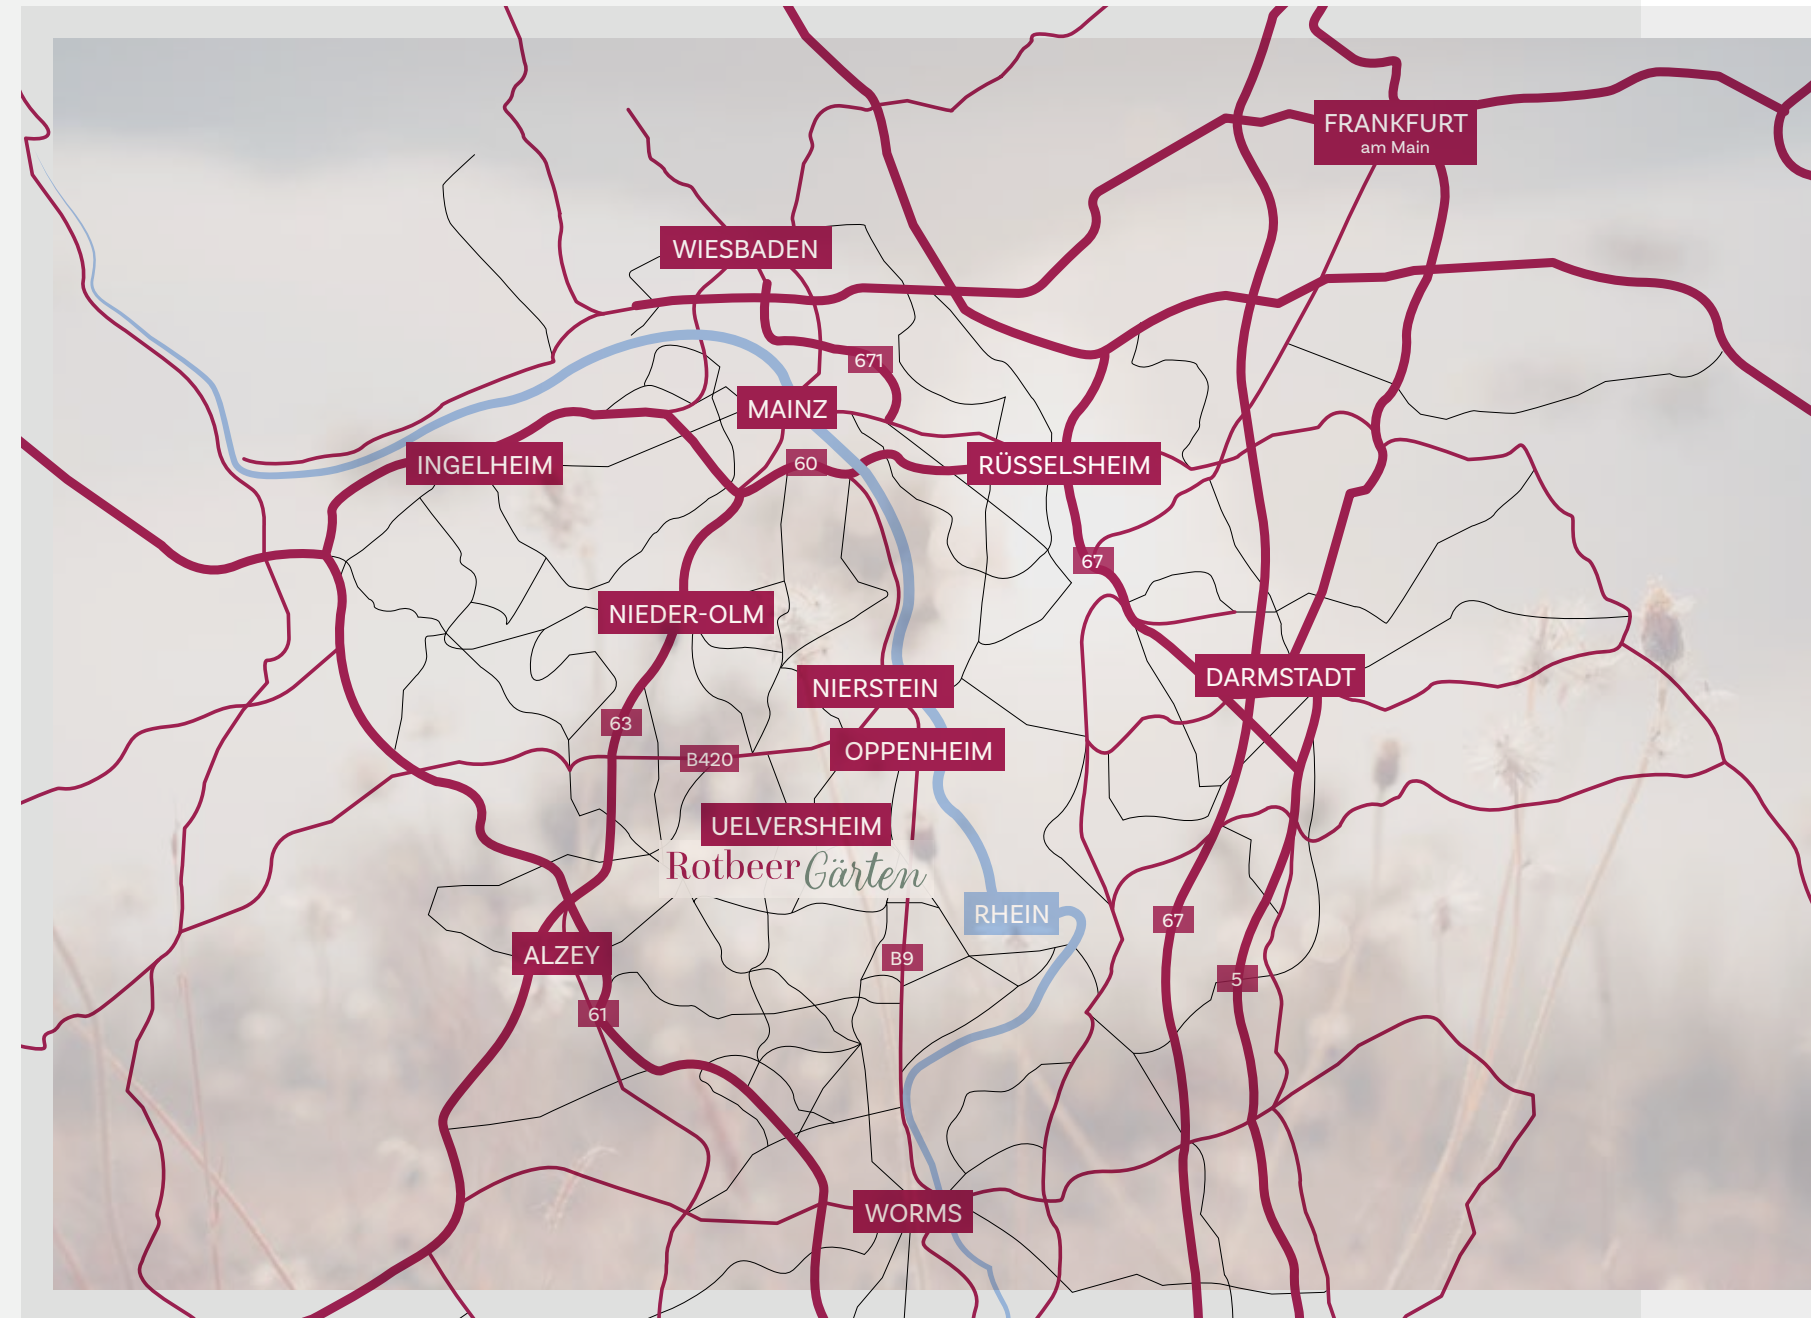 FRANKFURT
am Main
WIESBADEN
671
MAINZ
INGELHEIM
60
RÜSSELSHEIM
67
NIEDER-OLM
DARMSTADT
NIERSTEIN
63
OPPENHEIM
B420
UELVERSHEIM
Rotbeer Gärten
RHEIN
67
ALZEY
B9
5
61
WORMS